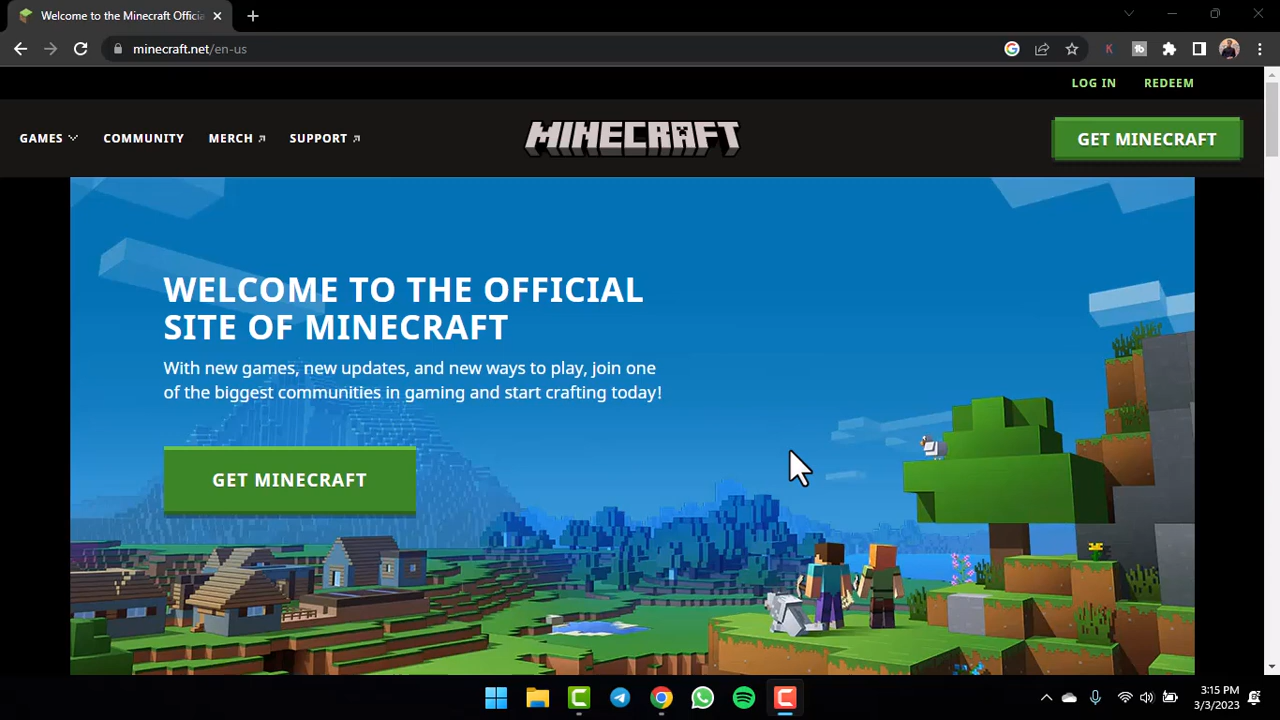 Welcome to the Minecraft Officia
minecraft.net/en-us
LOG IN REDEEM
GAMES COMMUNITY MERCH SUPPORT MINECRAFT GET MINECRAFT
WELCOME TO THE OFFICIAL
SITE OF MINECRAFT
With new games, new updates, and new ways to play, join one
of the biggest communities in gaming and start crafting today!
GET MINECRAFT
3:15 PM
3/3/2023